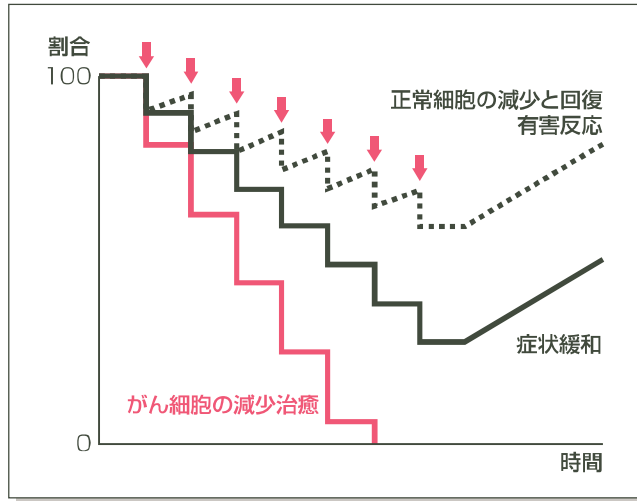 割合
100
正常細胞の減少と回復
有害反応
症状緩和
がん細胞の減少治癒
0
時間